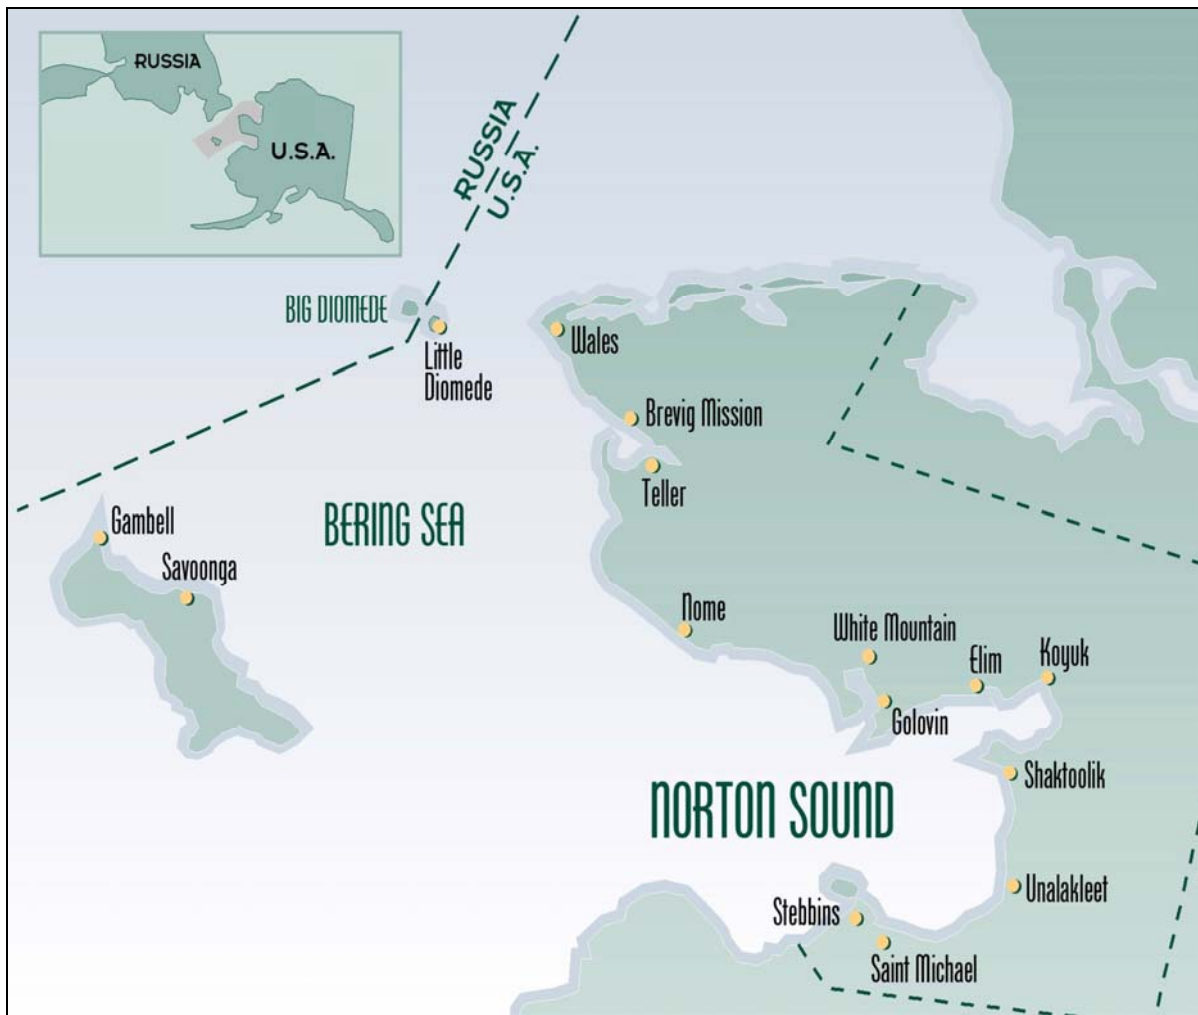 RUSSIA
U.S.A.
RUSSIA
U.S.A.
BIG DIOMEDE
Little
Diomede
Wales
Brevig Mission
Teller
Gambell
BERING SEA
Savoonga
Nome
White Mountain
Elim
Koyuk
Golovin
Shaktoolik
NORTON SOUND
Unalakleet
Stebbins
Saint Michael